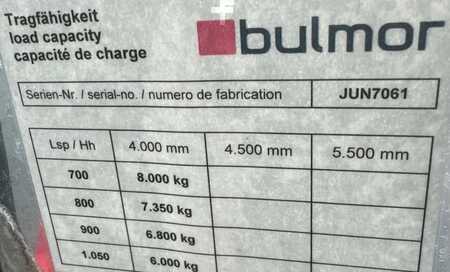 Tragfähigkeit
load capacity
capacité de charge
bulmor
Serien-Nr. / serial-no. / numero de fabrication JUN7061
Lsp / Hh 4.000 mm 4.500 mm 5.500 mm
700 8.000 kg
800 7.350 kg
900 6.800 kg
1.050 6.000 kg